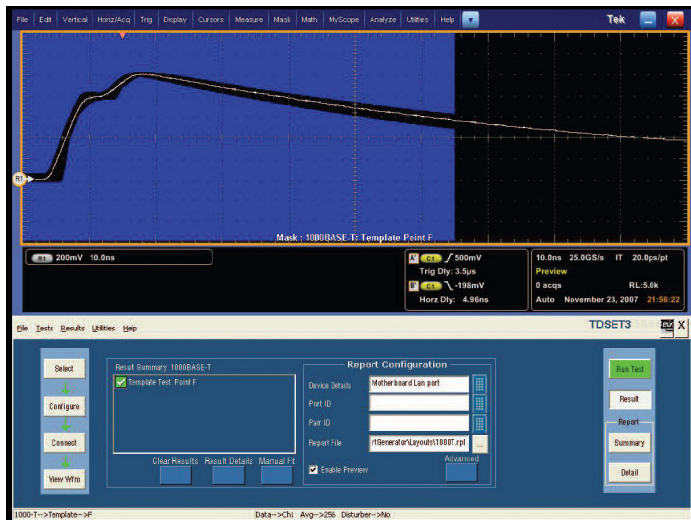 File Edit Vertical Horiz/Acq Trig Display Cursors Measure Mask Math MyScope Analyze Utilities Help Tek X
R1
Mask : 1000BASE-T: Template Point F
R1 200mV 10.0ns
A' C1 500mV
Trig Dly: 3.5µs
B' C1 -198mV
Horz Dly: 4.96ns
10.0ns 25.0GS/s IT 20.0ps/pt
Preview
0 acqs RL:5.0k
Auto November 23, 2007 21:56:22
File Tests Results Utilities Help TDSET3 X
Select
Configure
Connect
View Wfm
Result Summary: 1000BASE-T
Template Test Point F
Clear Results Result Details Manual Fit
Report Configuration
Device Details Motherboard Lan port
Port ID
Pair ID
Report File rtGenerator\Layouts\1000T.rpl ...
Enable Preview
Advanced
Run Test
Result
Report
Summary
Detail
1000-T-->Template-->F Data-->Ch1 Avg-->256 Disturber-->No